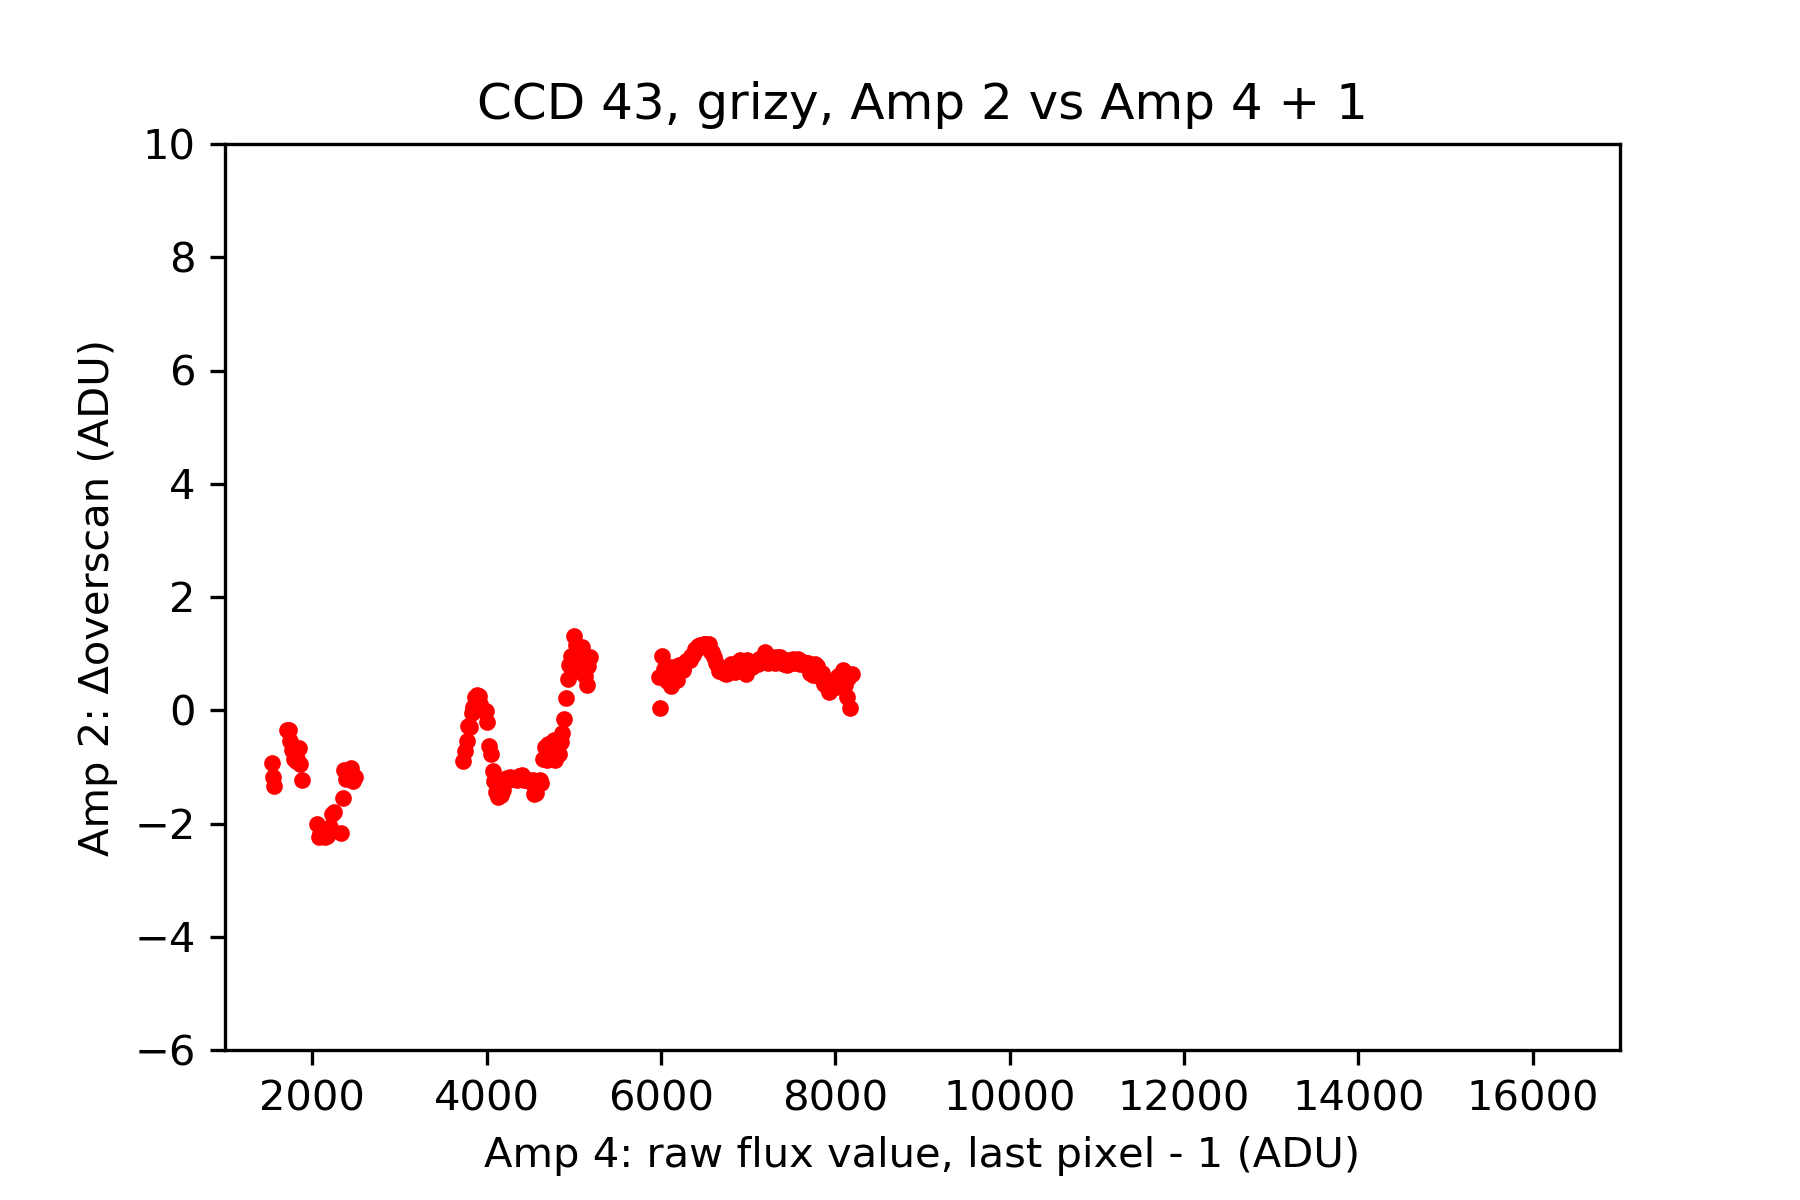 CCD 43, grizy, Amp 2 vs Amp 4 + 1
10
8
6
4
2
0
−2
−4
−6
Amp 2: Δoverscan (ADU)
2000 4000 6000 8000 10000 12000 14000 16000
Amp 4: raw flux value, last pixel - 1 (ADU)